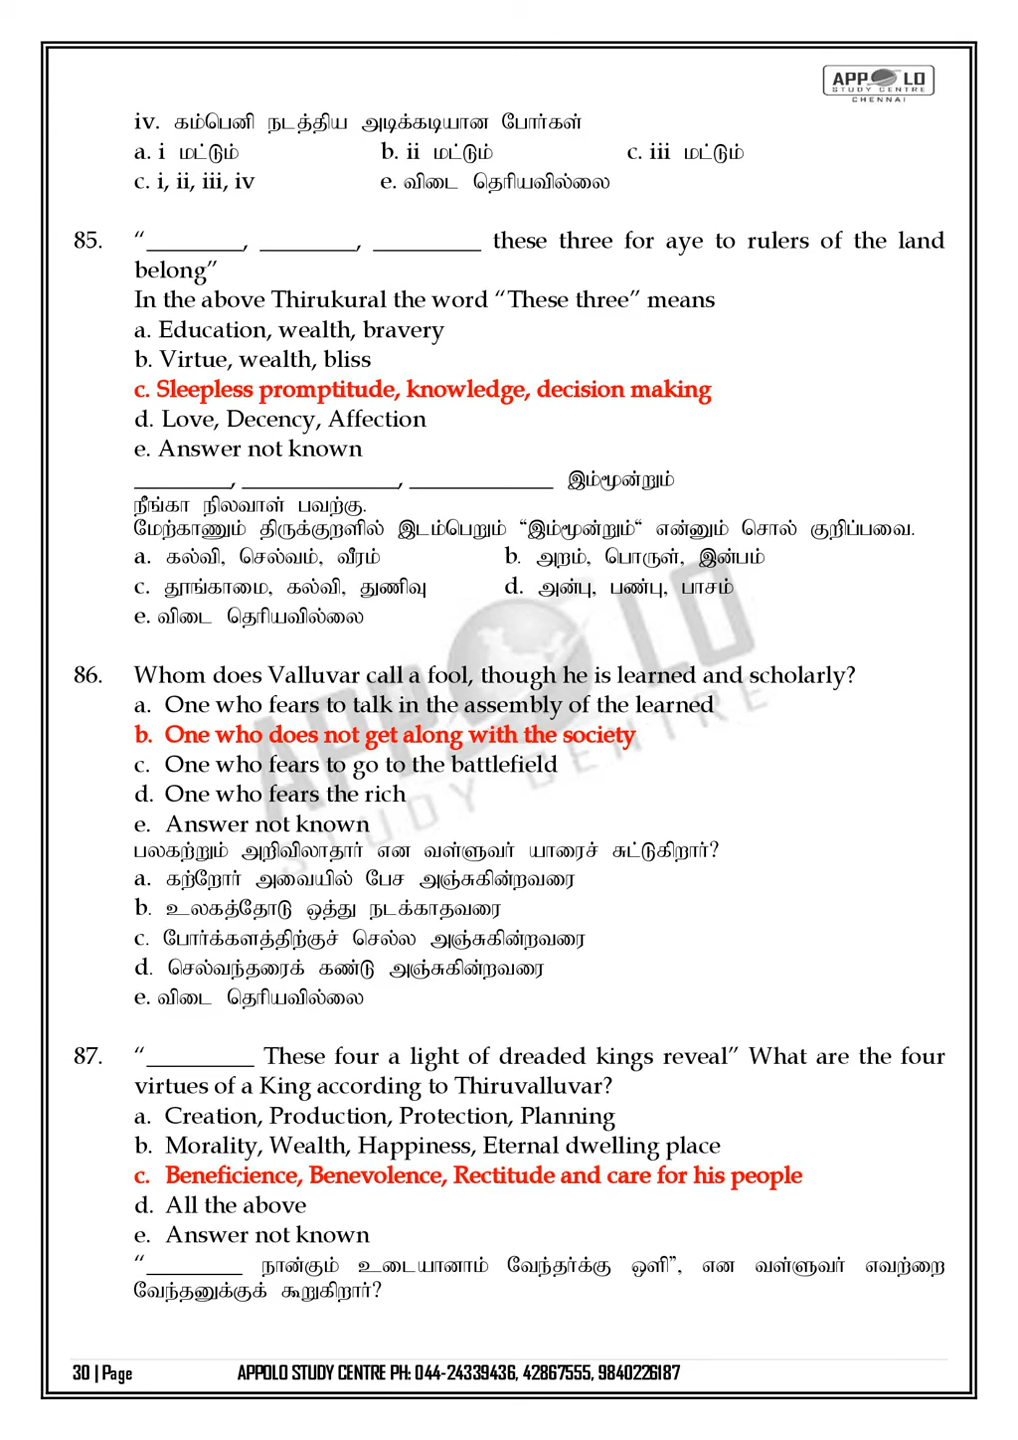 APPOLO
STUDY CENTRE
CHENNAI
iv. கம்பெனி நடத்திய அடிக்கடியான போர்கள்
a. i மட்டும் b. ii மட்டும் c. iii மட்டும்
c. i, ii, iii, iv e. விடை தெரியவில்லை
85. “________, ________, _________ these three for aye to rulers of the land
belong”
In the above Thirukural the word “These three” means
a. Education, wealth, bravery
b. Virtue, wealth, bliss
c. Sleepless promptitude, knowledge, decision making
d. Love, Decency, Affection
e. Answer not known
________, _____________, ____________ இம்மூன்றும்
நீங்கா நிலவாள் பவற்கு.
மேற்காணும் திருக்குறளில் இடம்பெறும் “இம்மூன்றும்“ என்னும் சொல் குறிப்பவை.
a. கல்வி, செல்வம், வீரம் b. அறம், பொருள், இன்பம்
c. தூங்காமை, கல்வி, துணிவு d. அன்பு, பண்பு, பாசம்
e. விடை தெரியவில்லை
86. Whom does Valluvar call a fool, though he is learned and scholarly?
a. One who fears to talk in the assembly of the learned
b. One who does not get along with the society
c. One who fears to go to the battlefield
d. One who fears the rich
e. Answer not known
பலகற்றும் அறிவிலாதார் என வள்ளுவர் யாரைச் சுட்டுகிறார்?
a. கற்றோர் அவையில் பேச அஞ்சுகின்றவரை
b. உலகத்தோடு ஒத்து நடக்காதவரை
c. போர்க்களத்திற்குச் செல்ல அஞ்சுகின்றவரை
d. செல்வந்தரைக் கண்டு அஞ்சுகின்றவரை
e. விடை தெரியவில்லை
87. “_________ These four a light of dreaded kings reveal” What are the four
virtues of a King according to Thiruvalluvar?
a. Creation, Production, Protection, Planning
b. Morality, Wealth, Happiness, Eternal dwelling place
c. Beneficience, Benevolence, Rectitude and care for his people
d. All the above
e. Answer not known
“________ நான்கும் உடையானாம் வேந்தர்க்கு ஒளி”, என வள்ளுவர் எவற்றை
வேந்தனுக்குக் கூறுகிறார்?
30 | Page APPOLO STUDY CENTRE PH: 044-24339436, 42867555, 9840226187